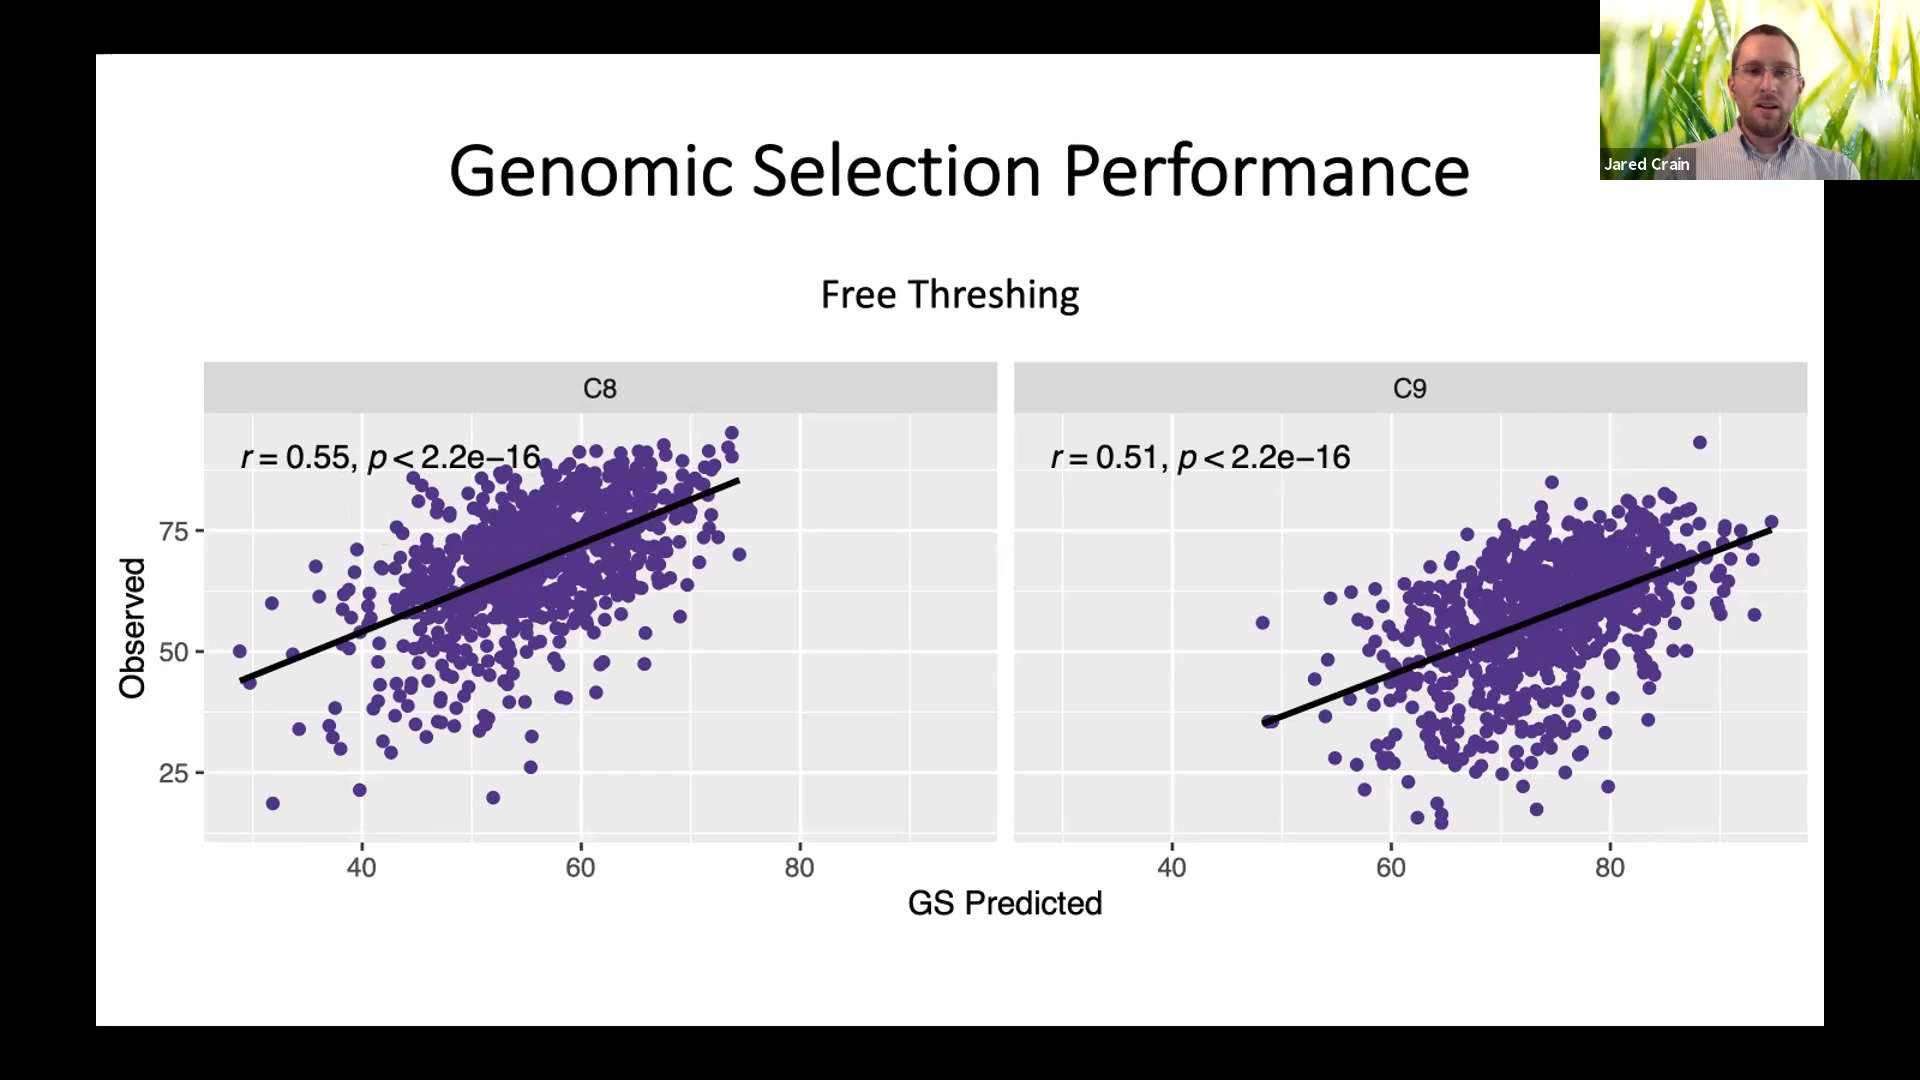 Jared Crain
Genomic Selection Performance
Free Threshing
C8
C9
r = 0.55, p < 2.2e−16
r = 0.51, p < 2.2e−16
75
50
25
Observed
40
60
80
40
60
80
GS Predicted